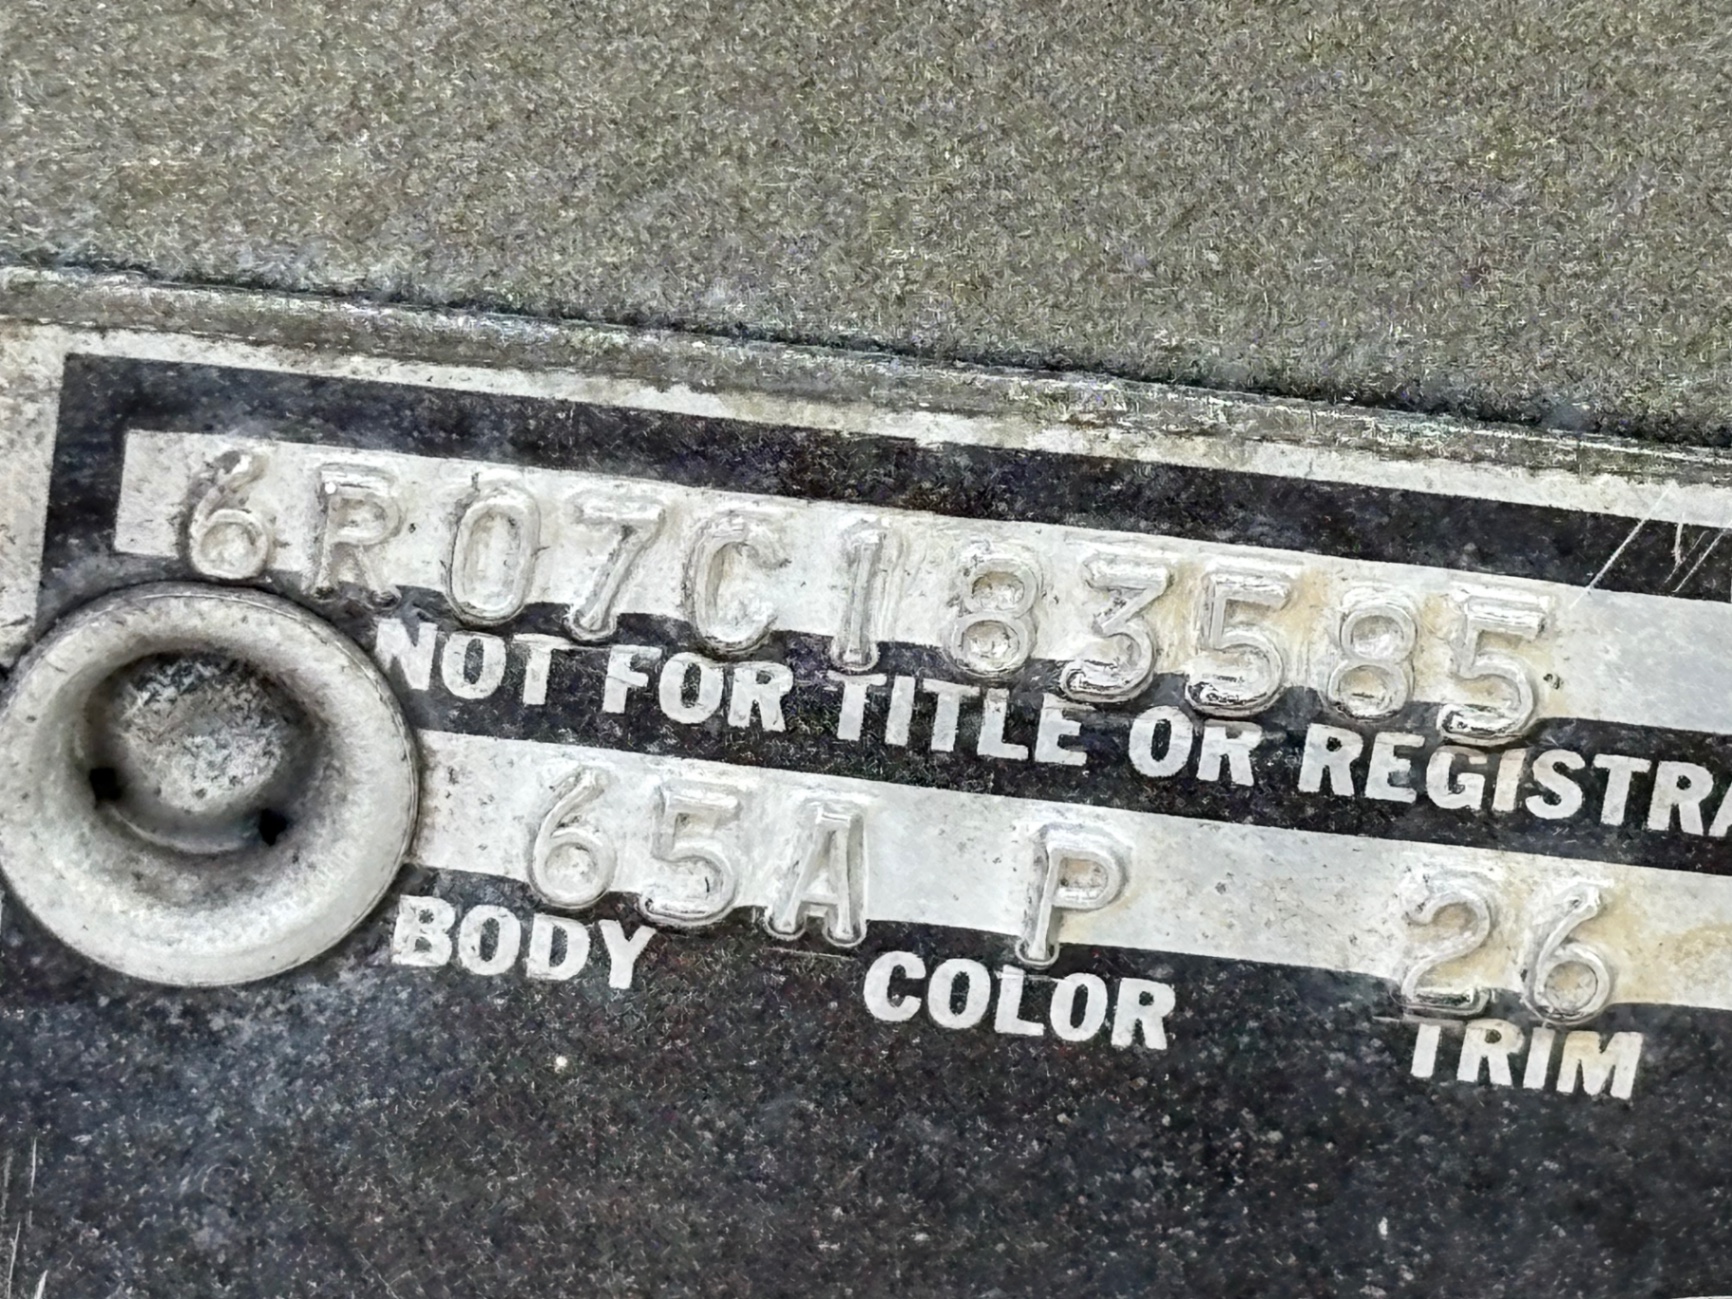 6R07C183585
NOT FOR TITLE OR REGISTRA
65A P 26
BODY COLOR TRIM